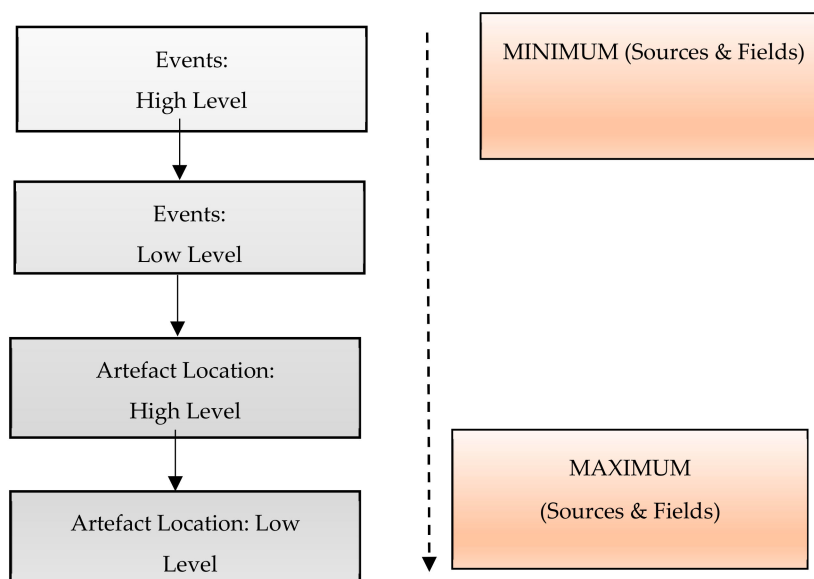 Events:
High Level
MINIMUM (Sources & Fields)
Events:
Low Level
Artefact Location:
High Level
MAXIMUM
(Sources & Fields)
Artefact Location: Low
Level